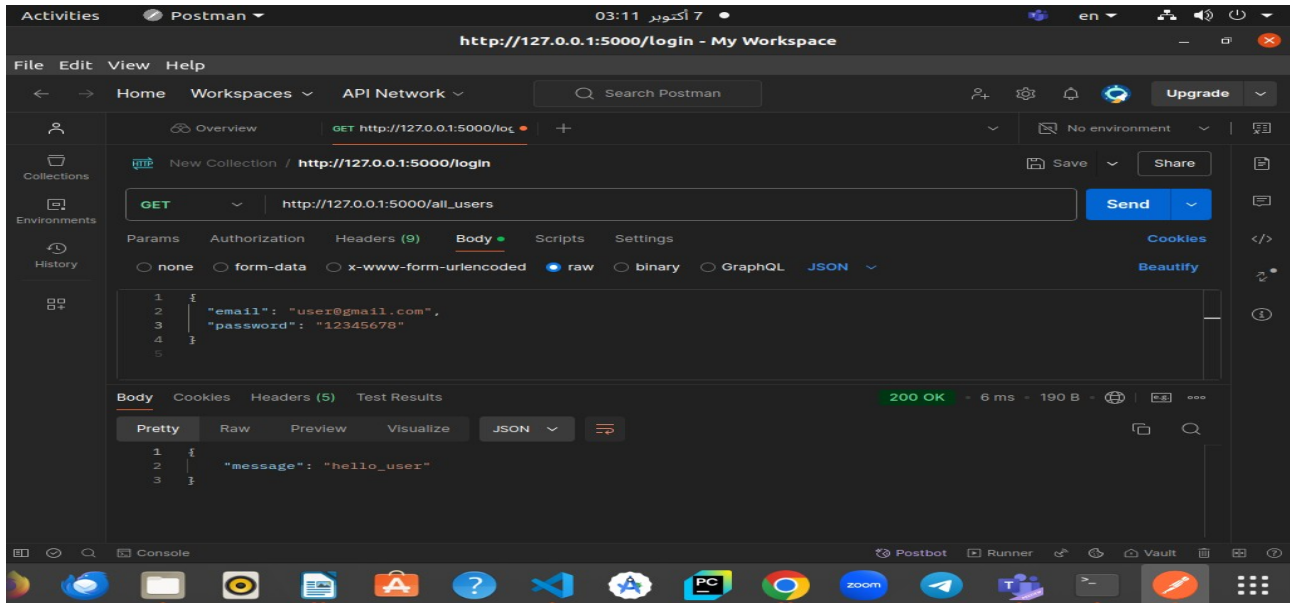 Activities Postman 7 أكتوبر 03:11 en
http://127.0.0.1:5000/login - My Workspace
File Edit View Help
Home Workspaces API Network Search Postman Upgrade
Overview GET http://127.0.0.1:5000/log No environment
Collections
HTTP New Collection / http://127.0.0.1:5000/login Save Share
Environments
GET http://127.0.0.1:5000/all_users Send
History
Params Authorization Headers (9) Body Scripts Settings Cookies
none form-data x-www-form-urlencoded raw binary GraphQL JSON Beautify
1 {
2 "email": "user@gmail.com",
3 "password": "12345678"
4 }
5
Body Cookies Headers (5) Test Results 200 OK 6 ms 190 B e.g.
Pretty Raw Preview Visualize JSON
1 {
2 "message": "hello_user"
3 }
Console Postbot Runner Vault
PC zoom T